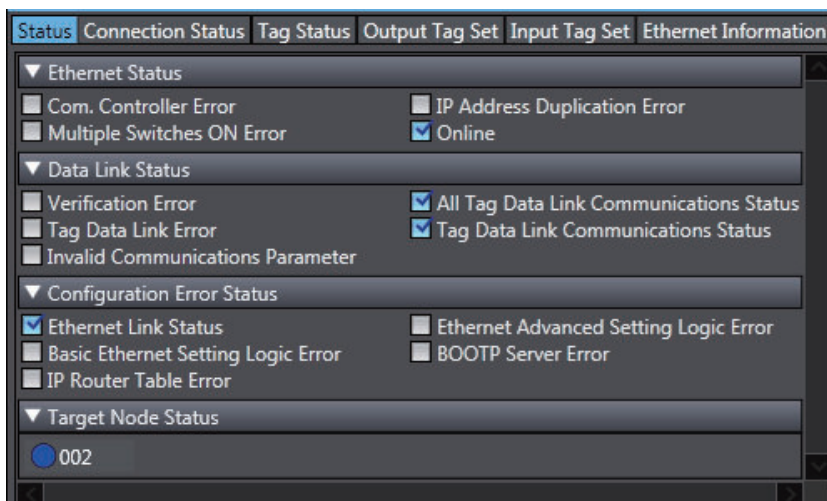 Status Connection Status Tag Status Output Tag Set Input Tag Set Ethernet Information
Ethernet Status
Com. Controller Error IP Address Duplication Error
Multiple Switches ON Error Online
Data Link Status
Verification Error All Tag Data Link Communications Status
Tag Data Link Error Tag Data Link Communications Status
Invalid Communications Parameter
Configuration Error Status
Ethernet Link Status Ethernet Advanced Setting Logic Error
Basic Ethernet Setting Logic Error BOOTP Server Error
IP Router Table Error
Target Node Status
002